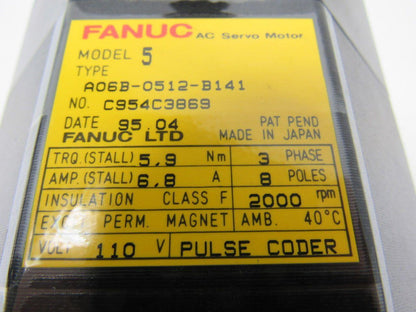 FANUC AC Servo Motor
MODEL 5
TYPE
A06B-0512-B141
NO. C954C3869
DATE 95.04 PAT PEND
FANUC LTD MADE IN JAPAN
TRQ.(STALL) 5,9 Nm 3 PHASE
AMP.(STALL) 6,8 A 8 POLES
INSULATION CLASS F 2000 rpm
EXC. PERM. MAGNET AMB. 40°C
VOLT 110 V PULSE CODER